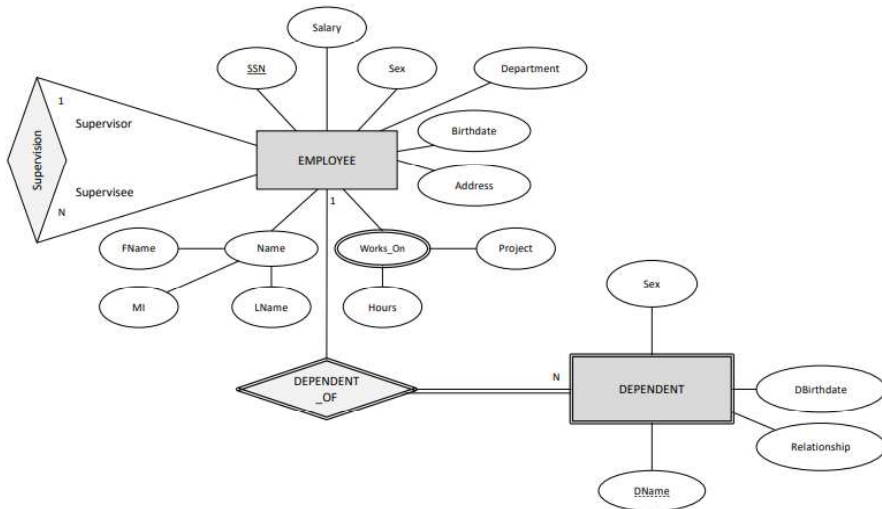 Salary
SSN
Sex
Department
1
Supervisor
Birthdate
EMPLOYEE
Supervision
Supervisee
Address
N
1
FName
Name
Works_On
Project
MI
LName
Hours
Sex
DEPENDENT
_OF
N
DEPENDENT
DBirthdate
Relationship
DName